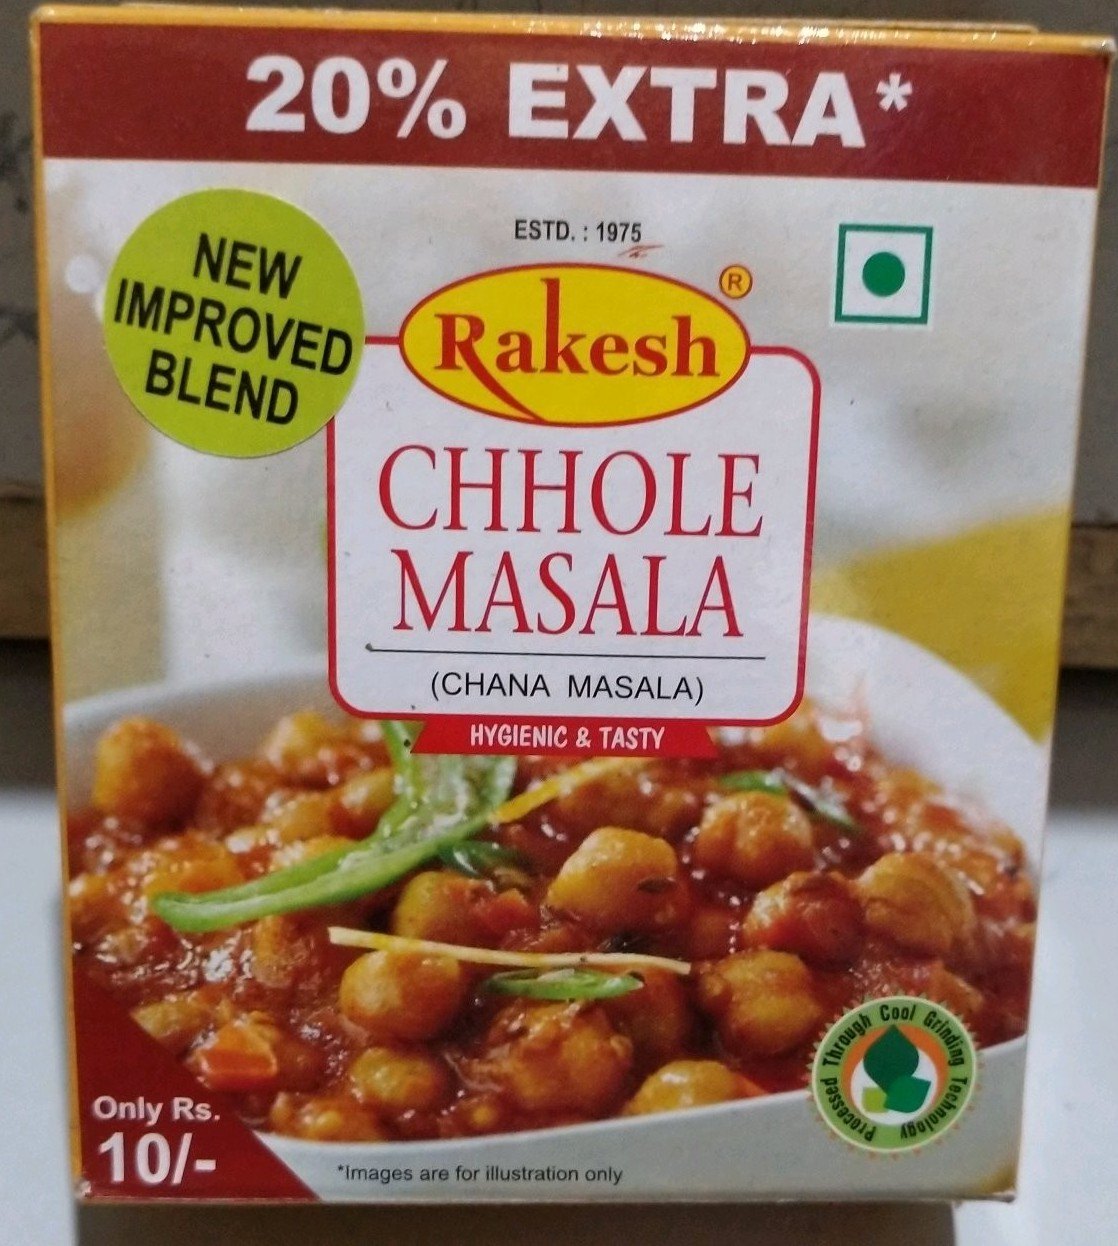 20% EXTRA*
NEW
IMPROVED
BLEND
ESTD. : 1975
Rakesh
®
CHHOLE
MASALA
(CHANA MASALA)
HYGIENIC & TASTY
Processed Through Cool Grinding Technology
Only Rs.
10/-
*Images are for illustration only